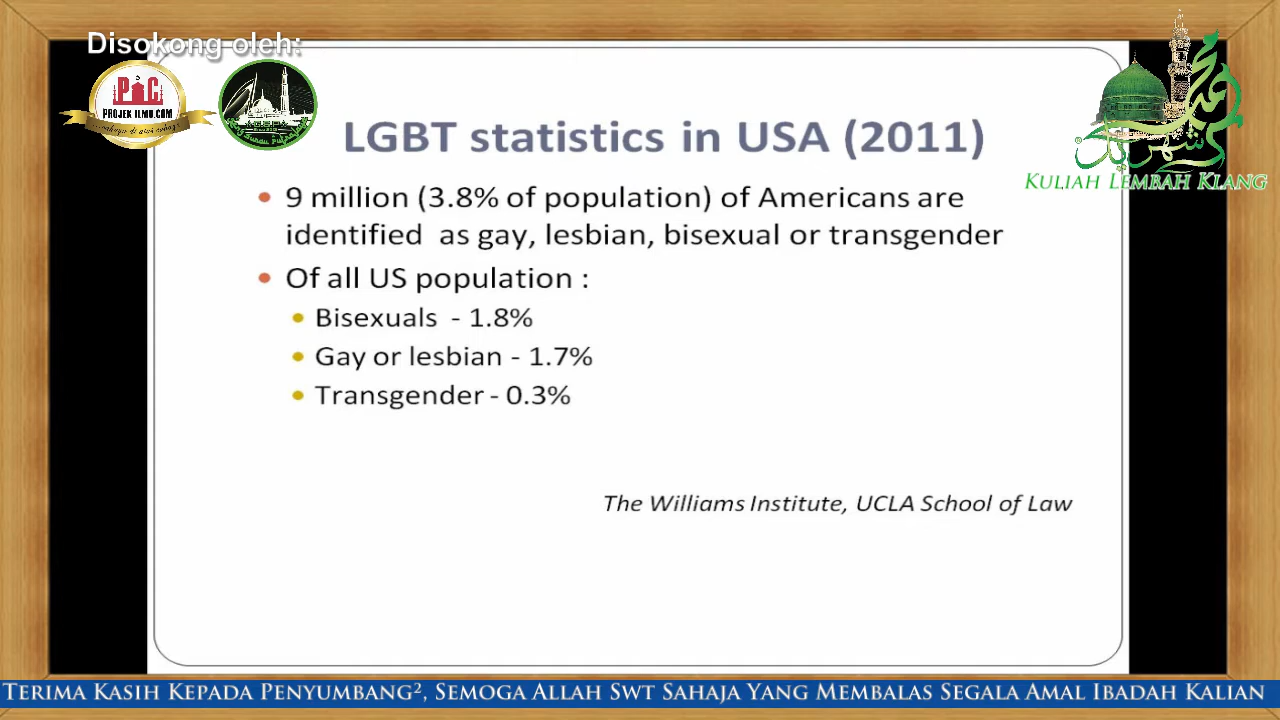 Disokong oleh:
PiC
PROJEK ILMU.COM
KULIAH LEMBAH KLANG
LGBT statistics in USA (2011)
• 9 million (3.8% of population) of Americans are
identified as gay, lesbian, bisexual or transgender
• Of all US population :
• Bisexuals - 1.8%
• Gay or lesbian - 1.7%
• Transgender - 0.3%
The Williams Institute, UCLA School of Law
TERIMA KASIH KEPADA PENYUMBANG², SEMOGA ALLAH SWT SAHAJA YANG MEMBALAS SEGALA AMAL IBADAH KALIAN